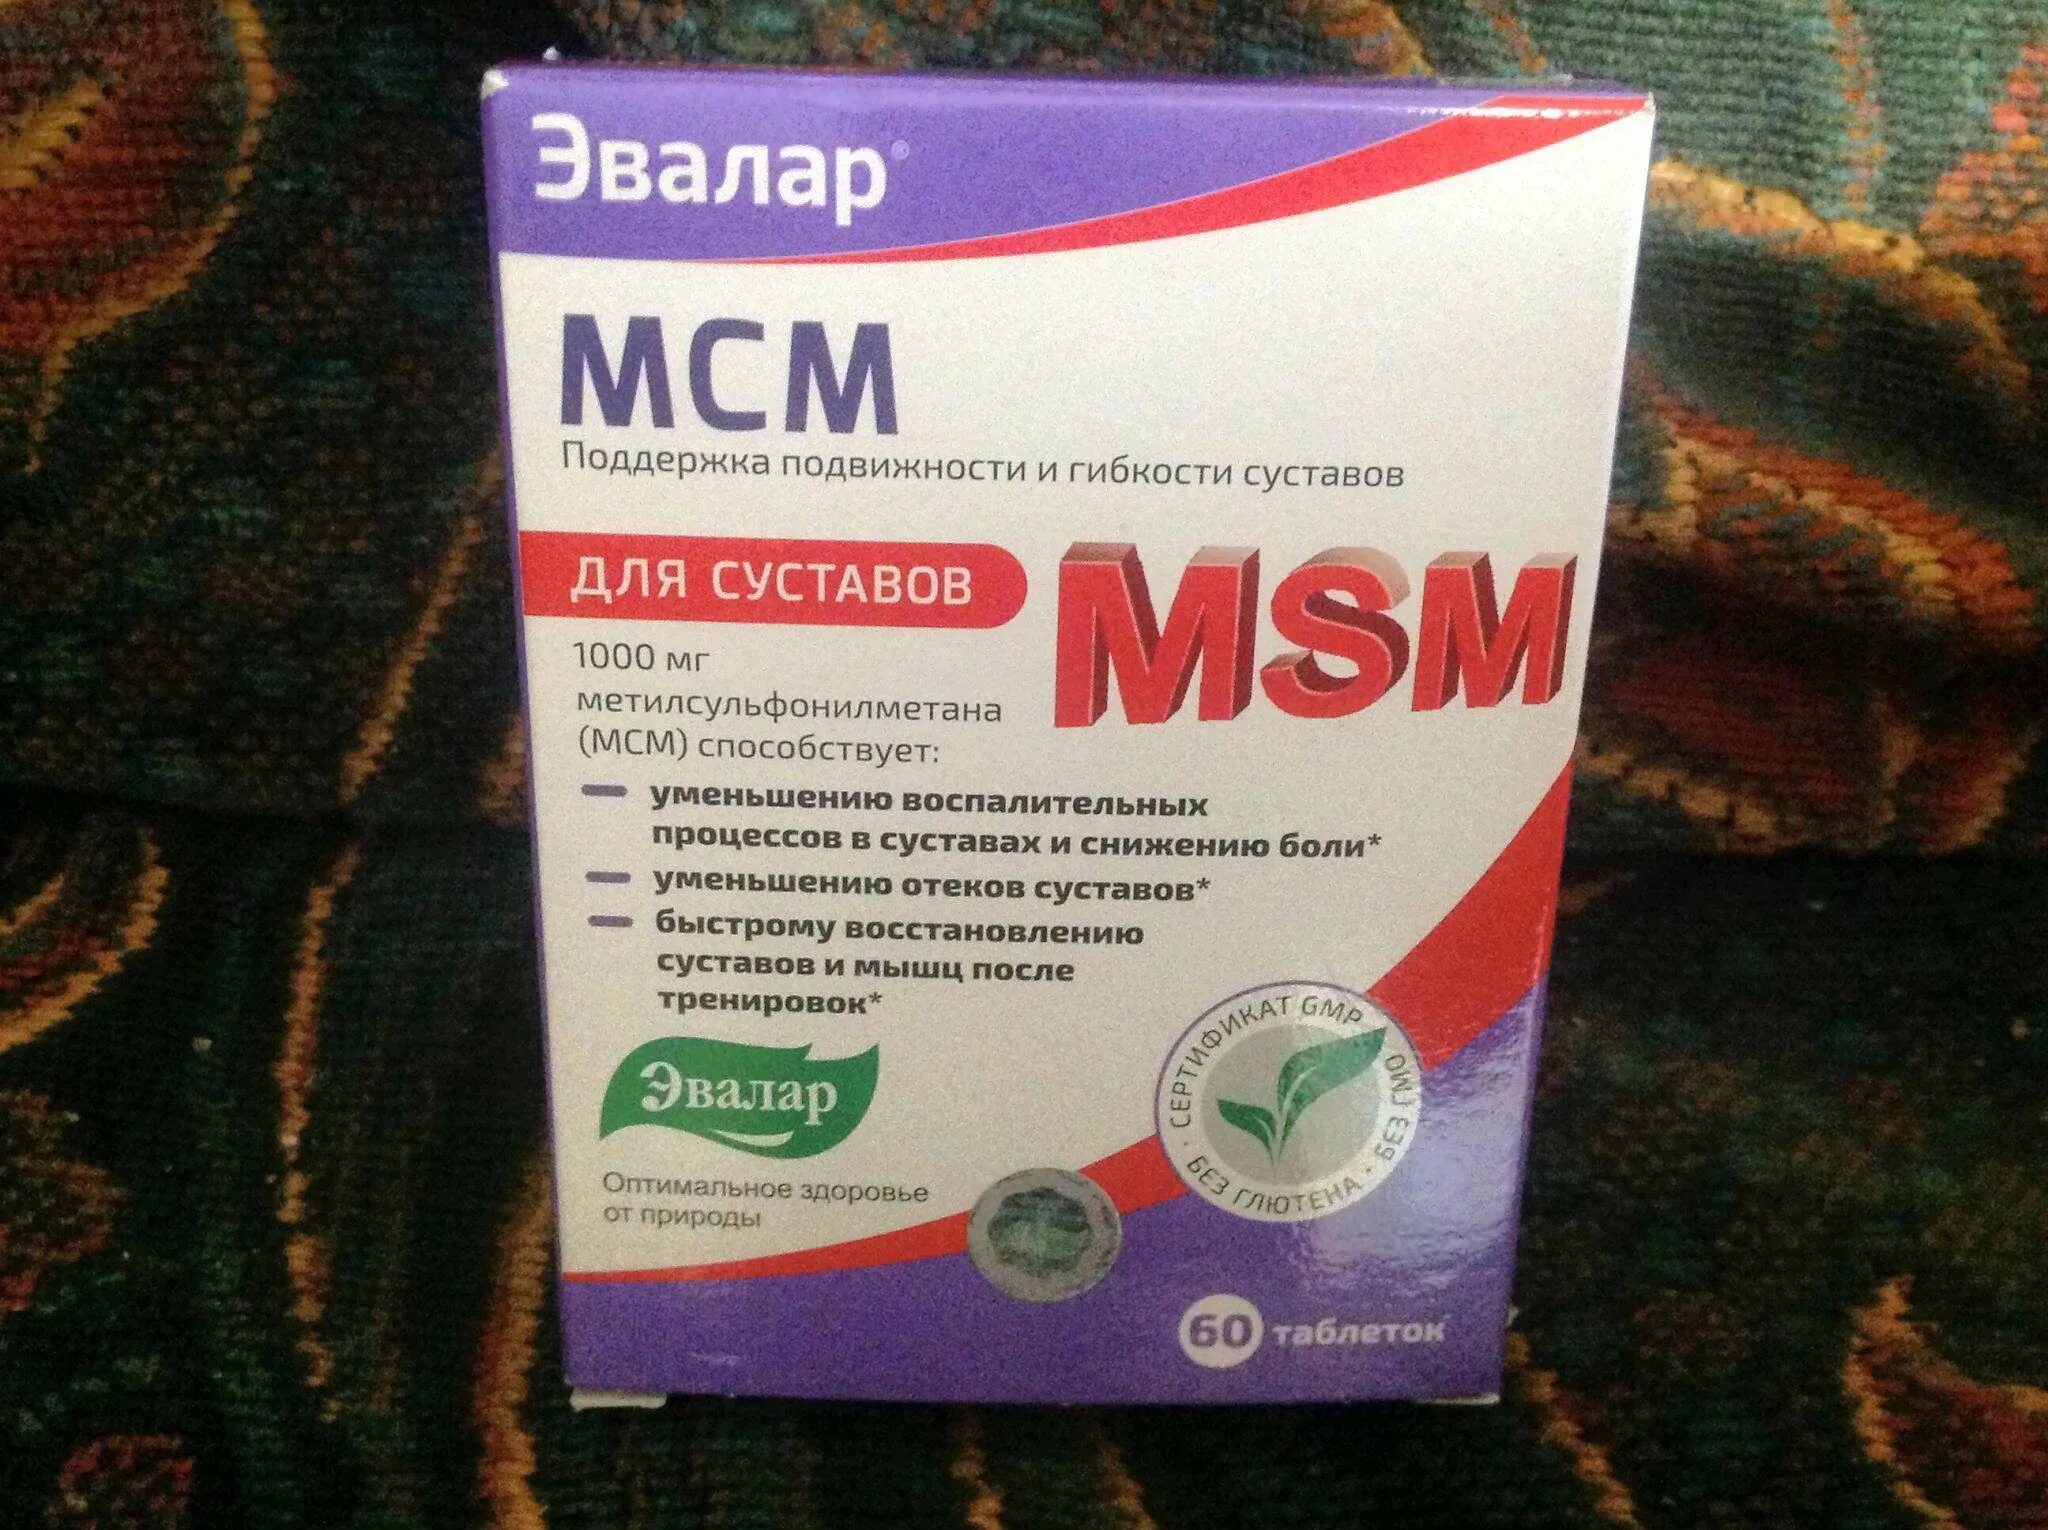 Эвалар®
МСМ
Поддержка подвижности и гибкости суставов
ДЛЯ СУСТАВОВ
MSM
1000 мг
метилсульфонилметана
(МСМ) способствует:
уменьшению воспалительных
процессов в суставах и снижению боли*
уменьшению отеков суставов*
быстрому восстановлению
суставов и мышц после
тренировок*
Эвалар
Оптимальное здоровье
от природы
СЕРТИФИКАТ GMP · БЕЗ ГМО · БЕЗ ГЛЮТЕНА ·
60 таблеток